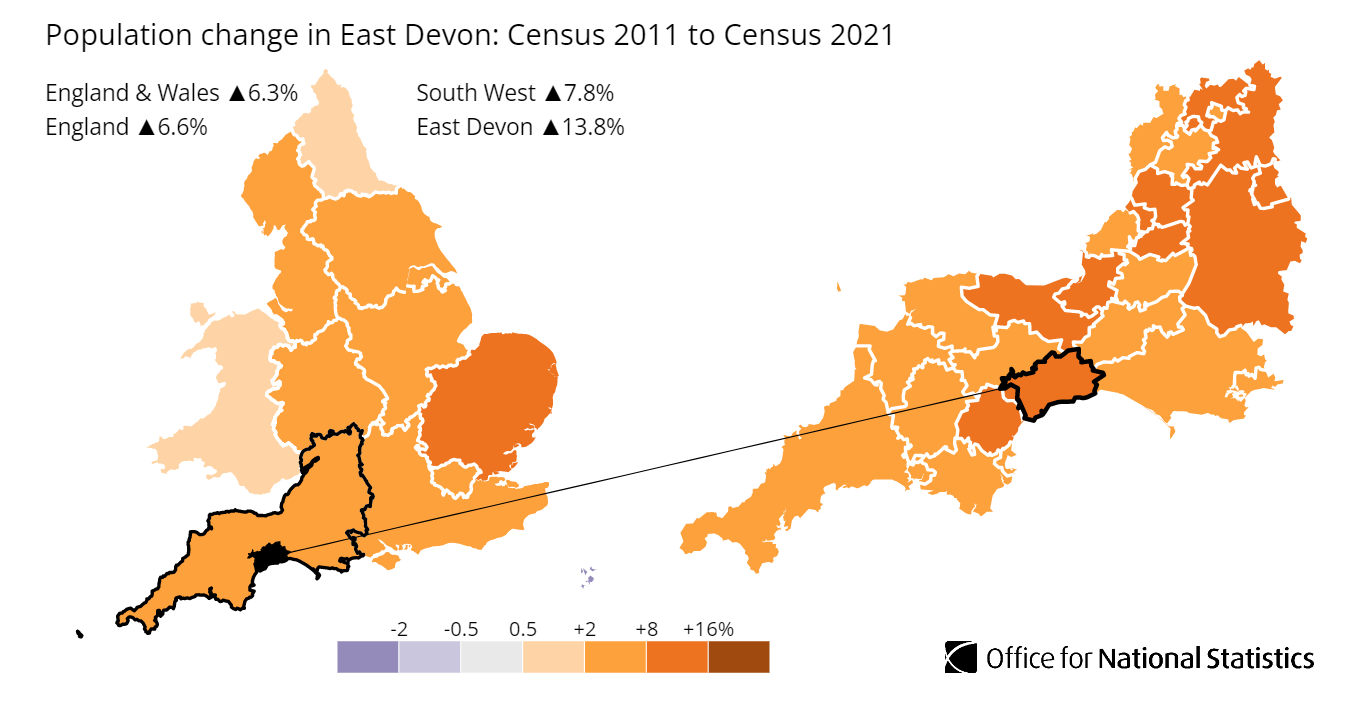 Population change in East Devon: Census 2011 to Census 2021
England & Wales ▲6.3%
South West ▲7.8%
England ▲6.6%
East Devon ▲13.8%
-2 -0.5 0.5 +2 +8 +16%
Office for National Statistics